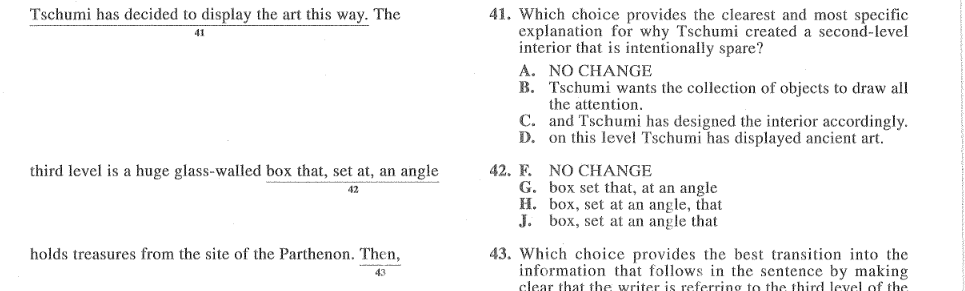 Tschumi has decided to display the art this way. The
41
third level is a huge glass-walled box that, set at, an angle
42
holds treasures from the site of the Parthenon. Then,
43
41. Which choice provides the clearest and most specific
explanation for why Tschumi created a second-level
interior that is intentionally spare?
A. NO CHANGE
B. Tschumi wants the collection of objects to draw all
the attention.
C. and Tschumi has designed the interior accordingly.
D. on this level Tschumi has displayed ancient art.
42. F. NO CHANGE
G. box set that, at an angle
H. box, set at an angle, that
J. box, set at an angle that
43. Which choice provides the best transition into the
information that follows in the sentence by making
clear that the writer is referring to the third level of the